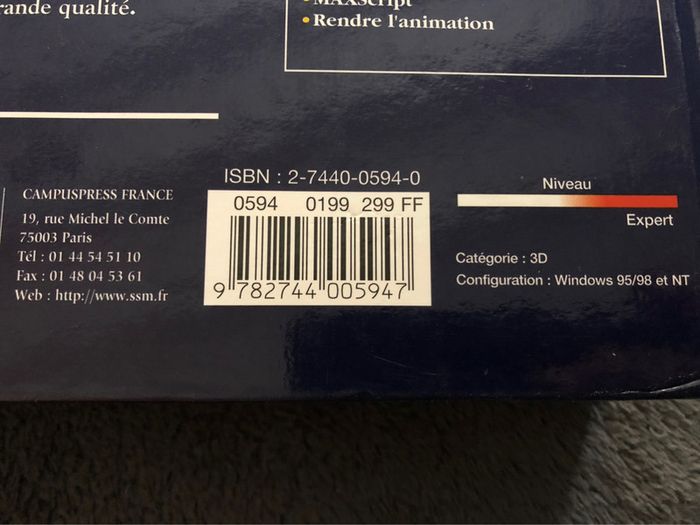 rande qualité.
MAXScript
• Rendre l'animation
ISBN : 2-7440-0594-0
0594 0199 299 FF
9 782744 005947
CAMPUSPRESS FRANCE
19, rue Michel le Comte
75003 Paris
Tél : 01 44 54 51 10
Fax : 01 48 04 53 61
Web : http://www.ssm.fr
Niveau
Expert
Catégorie : 3D
Configuration : Windows 95/98 et NT